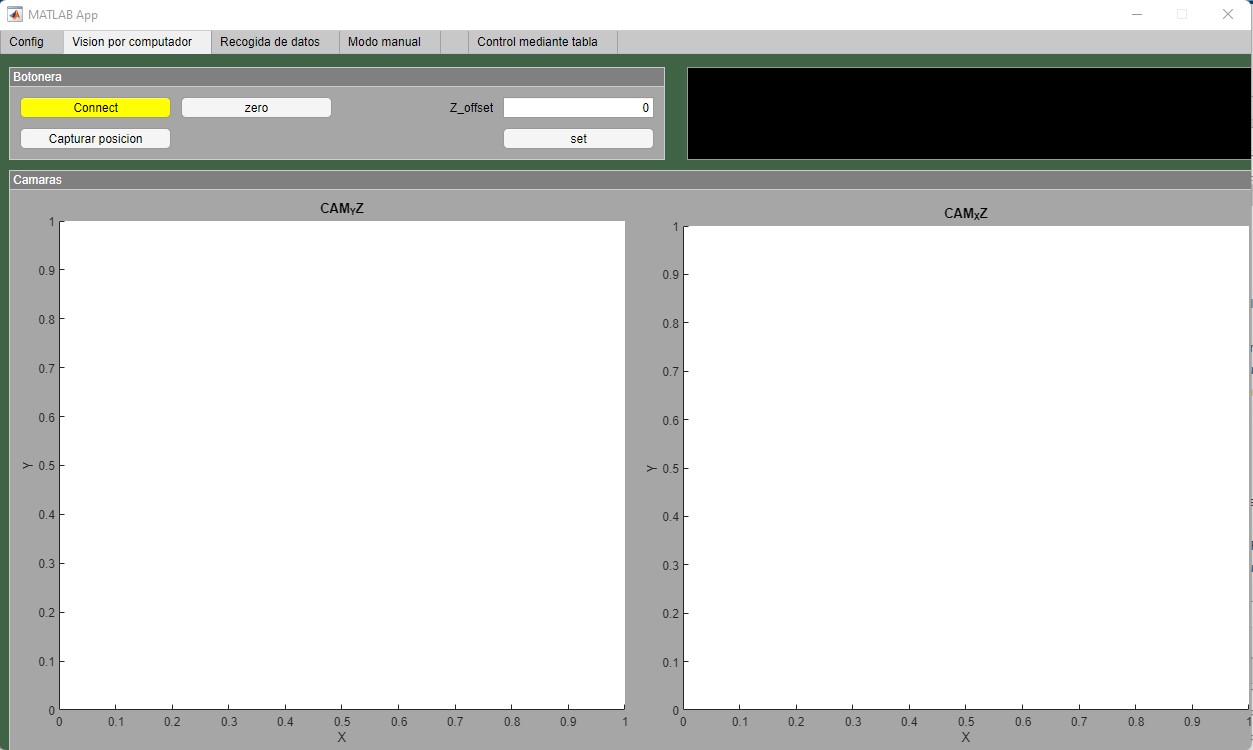 MATLAB App
Config Vision por computador Recogida de datos Modo manual Control mediante tabla
Botonera
Connect zero Z_offset 0
Capturar posicion set
Camaras
CAMYZ
1
0.9
0.8
0.7
0.6
0.5
0.4
0.3
0.2
0.1
0
Y
0 0.1 0.2 0.3 0.4 0.5 0.6 0.7 0.8 0.9 1
X
CAMXZ
1
0.9
0.8
0.7
0.6
0.5
0.4
0.3
0.2
0.1
0
Y
0 0.1 0.2 0.3 0.4 0.5 0.6 0.7 0.8 0.9 1
X